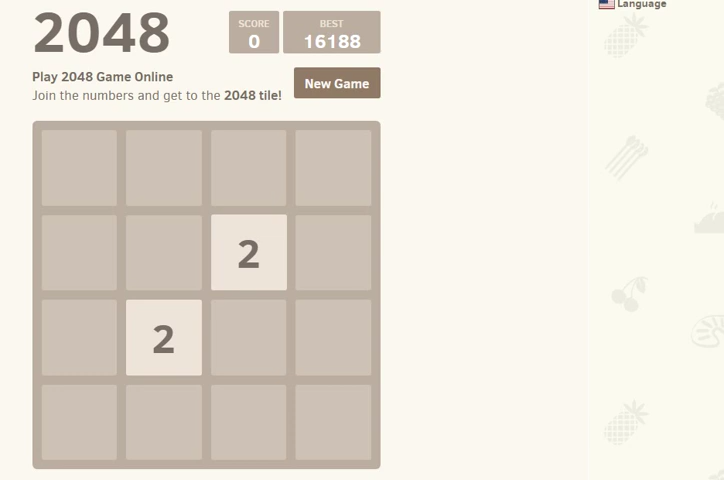 Language
2048
SCORE
0
BEST
16188
Play 2048 Game Online
Join the numbers and get to the 2048 tile!
New Game
2
2